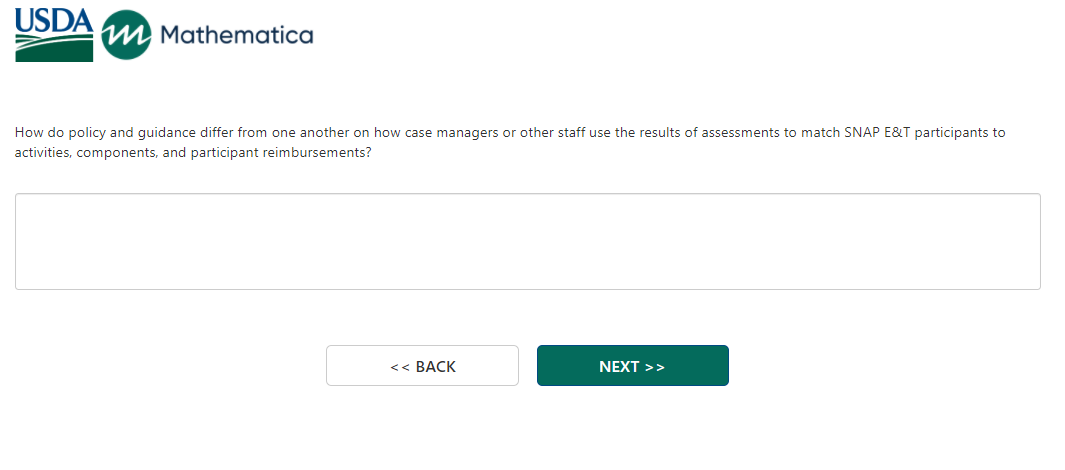 USDA
m Mathematica
How do policy and guidance differ from one another on how case managers or other staff use the results of assessments to match SNAP E&T participants to
activities, components, and participant reimbursements?
<< BACK
NEXT >>